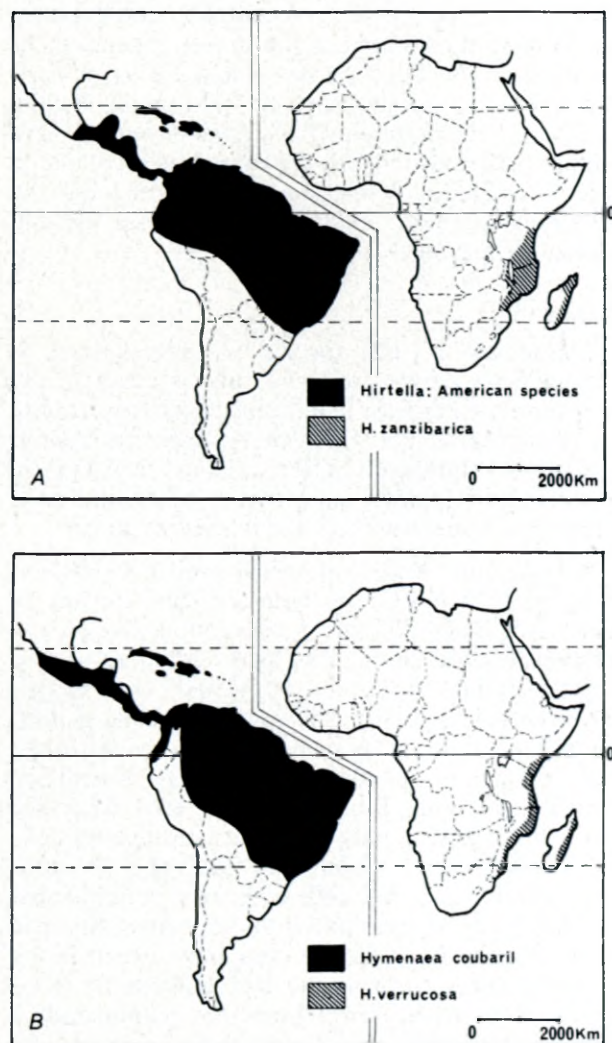 0
Hirtella: American species
H. zanzibarica
A
0 2000Km
0
Hymenaea coubaril
H. verrucosa
B
0 2000Km